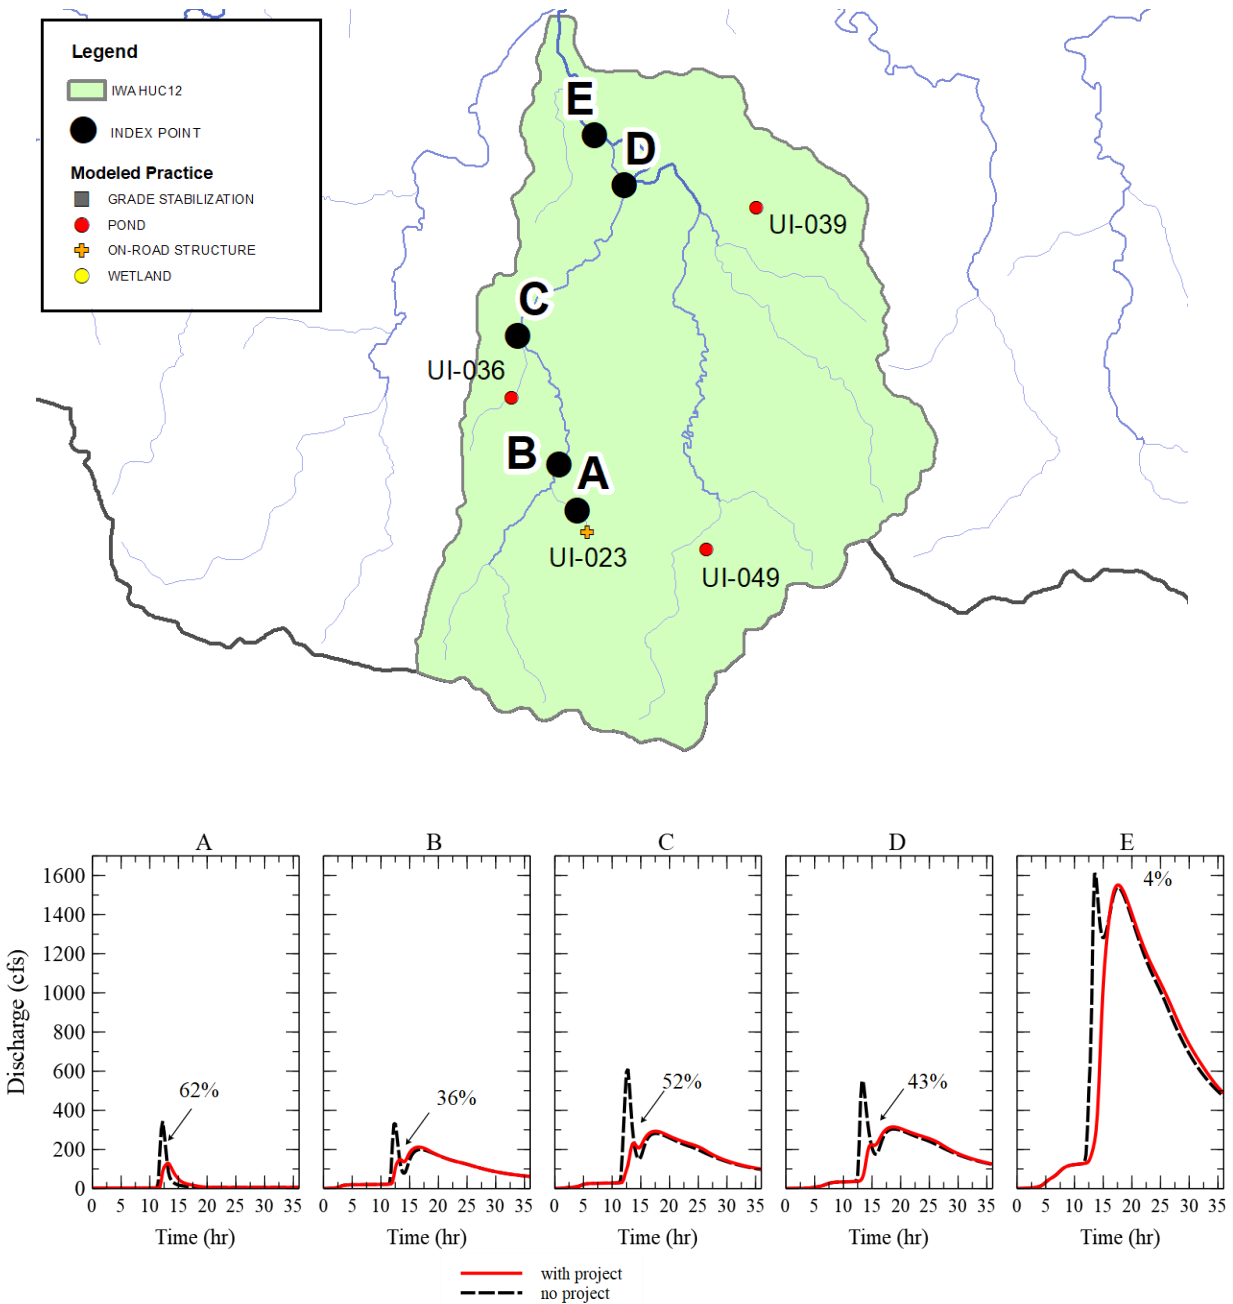 Legend
IWA HUC12
INDEX POINT
Modeled Practice
GRADE STABILIZATION
POND
ON-ROAD STRUCTURE
WETLAND
E
D
UI-039
C
UI-036
B
A
UI-023
UI-049
A B C D E
1600
1400
1200
1000
800
600
400
200
0
Discharge (cfs)
62%
36%
52%
43%
4%
0 5 10 15 20 25 30 35
0 5 10 15 20 25 30 35
0 5 10 15 20 25 30 35
0 5 10 15 20 25 30 35
0 5 10 15 20 25 30 35
Time (hr) Time (hr) Time (hr) Time (hr) Time (hr)
with project
no project